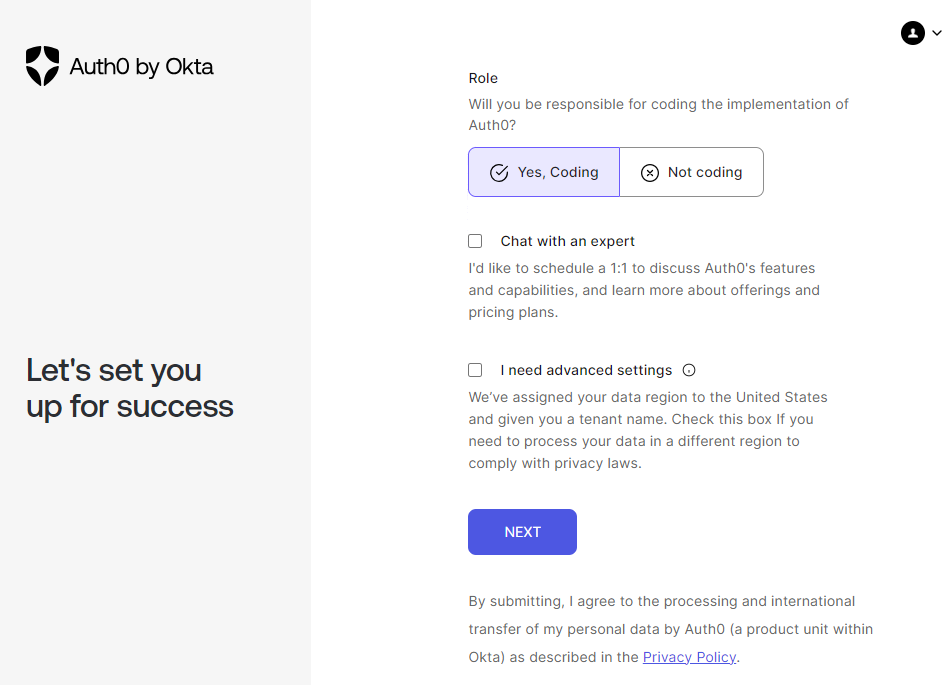 Auth0 by Okta
Let's set you
up for success
Role
Will you be responsible for coding the implementation of
Auth0?
Yes, Coding
Not coding
Chat with an expert
I'd like to schedule a 1:1 to discuss Auth0's features
and capabilities, and learn more about offerings and
pricing plans.
I need advanced settings
We’ve assigned your data region to the United States
and given you a tenant name. Check this box If you
need to process your data in a different region to
comply with privacy laws.
NEXT
By submitting, I agree to the processing and international
transfer of my personal data by Auth0 (a product unit within
Okta) as described in the Privacy Policy.